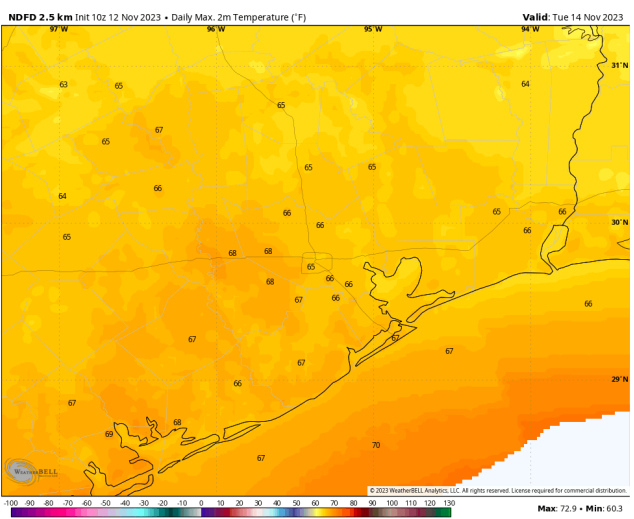 NDFD 2.5 km Init 10z 12 Nov 2023 • Daily Max. 2m Temperature (°F) Valid: Tue 14 Nov 2023
97°W 96°W 95°W 94°W
31°N
63 65 64
65
67
65
65 65
66
64
66 65 66
66 66 30°N
65
68 68
65
68 66 66
67 66
66
67 67
67
67 29°N
66
67
68
69
70
67
WEATHERBELL
© 2023 WeatherBELL Analytics, LLC. All rights reserved. License required for commercial distribution.
-100 -90 -80 -70 -60 -50 -40 -30 -20 -10 0 10 20 30 40 50 60 70 80 90 100 110 120 130
Max: 72.9 • Min: 60.3